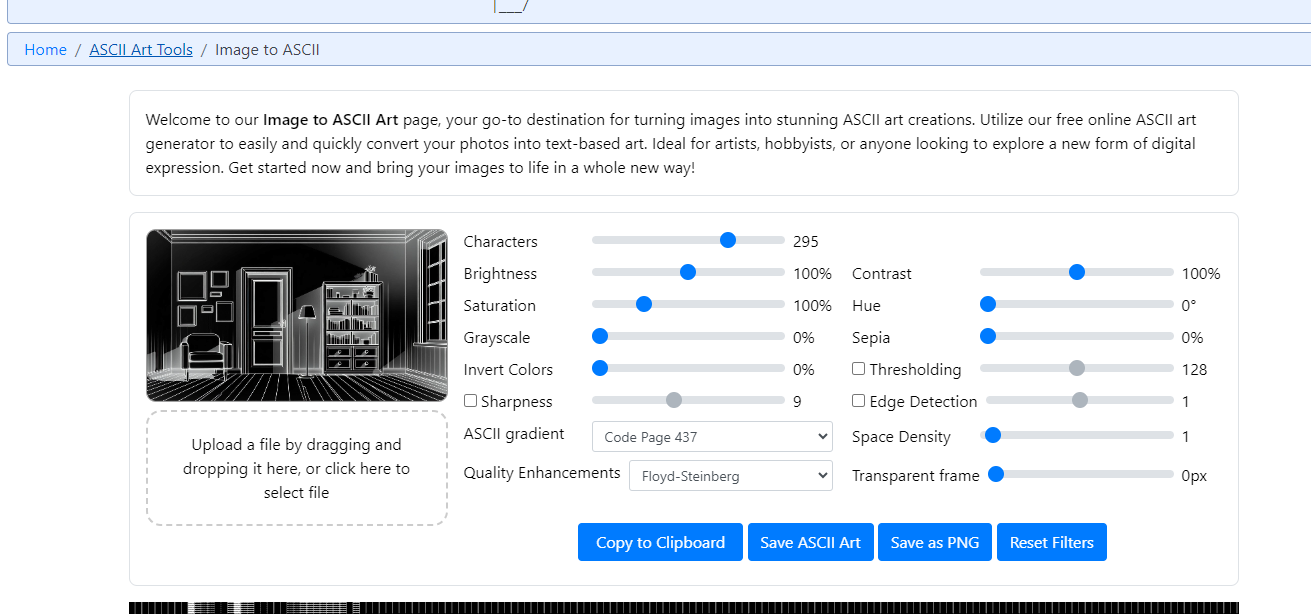 |___/
Home / ASCII Art Tools / Image to ASCII
Welcome to our Image to ASCII Art page, your go-to destination for turning images into stunning ASCII art creations. Utilize our free online ASCII art
generator to easily and quickly convert your photos into text-based art. Ideal for artists, hobbyists, or anyone looking to explore a new form of digital
expression. Get started now and bring your images to life in a whole new way!
Characters 295
Brightness 100% Contrast 100%
Saturation 100% Hue 0°
Grayscale 0% Sepia 0%
Invert Colors 0% Thresholding 128
Sharpness 9 Edge Detection 1
ASCII gradient Code Page 437 Space Density 1
Quality Enhancements Floyd-Steinberg Transparent frame 0px
Upload a file by dragging and
dropping it here, or click here to
select file
Copy to Clipboard Save ASCII Art Save as PNG Reset Filters